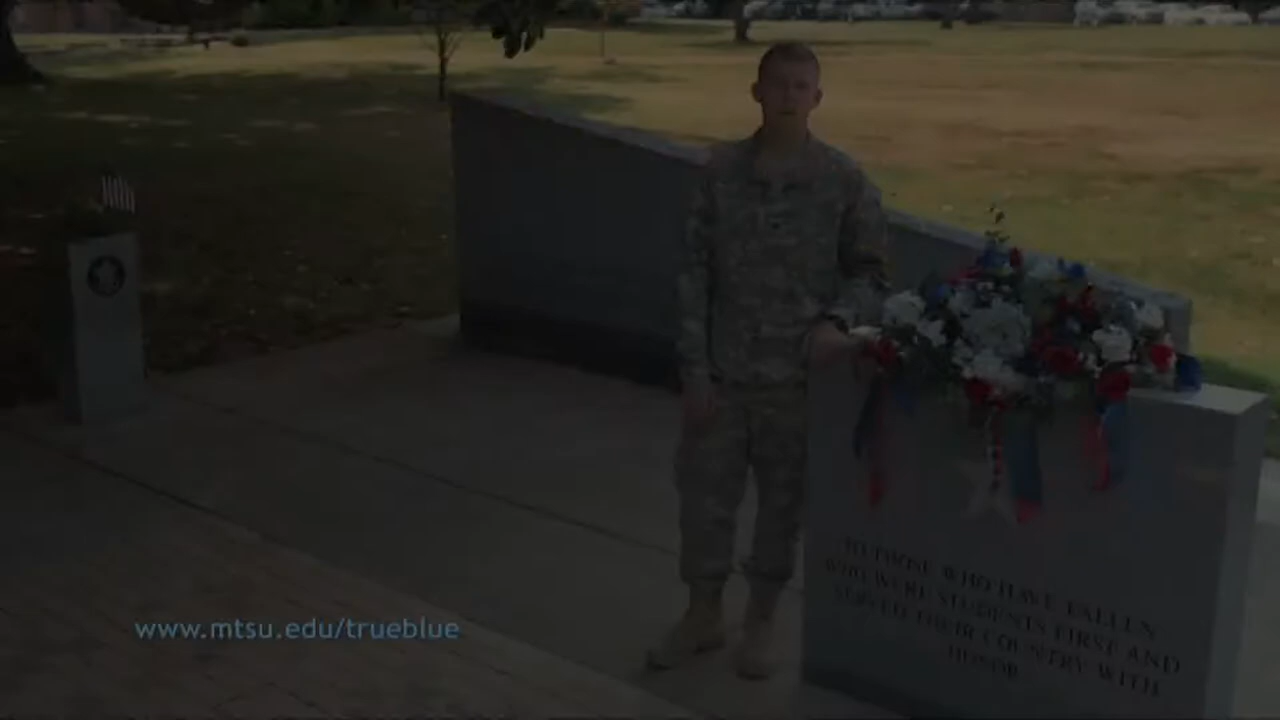 www.mtsu.edu/trueblue
TO THOSE WHO HAVE FALLEN
WHO WERE STUDENTS FIRST AND
SERVED THEIR COUNTRY WITH
HONOR